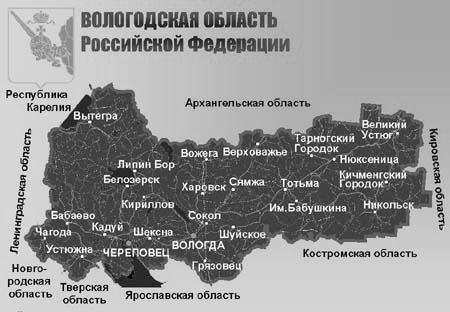 ВОЛОГОДСКАЯ ОБЛАСТЬ
Российской Федерации
Республика
Карелия
Архангельская область
Вытегра
Великий
Устюг
Тарногский
Городок
Верховажье
Вожега
Нюксеница
Кировская область
Ленинградская область
Липин Бор
Белозерск
Кичменгский
Городок
Харовск
Сямжа
Тотьма
Кириллов
Им.Бабушкина
Никольск
Бабаево
Сокол
Чагода
Кадуй
Шексна
Шуйское
ВОЛОГДА
Устюжна
ЧЕРЕПОВЕЦ
Костромская область
Грязовец
Новго-
родская
область
Тверская
область
Ярославская область